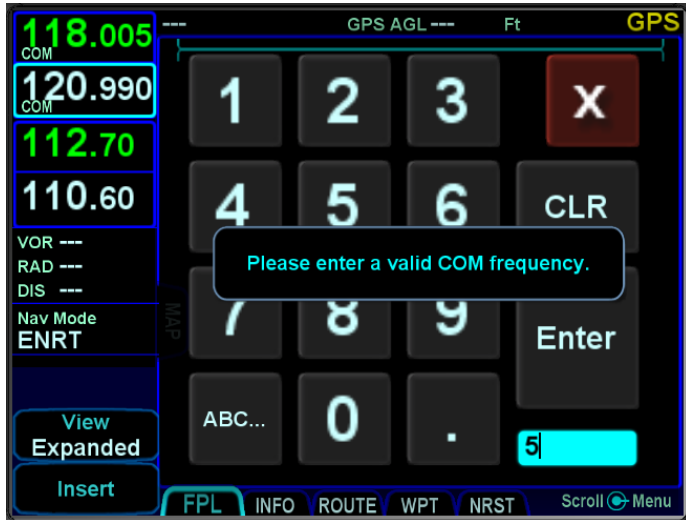 118.005
COM
120.990
COM
112.70
110.60
VOR ---
RAD ---
DIS ---
Nav Mode
ENRT
View
Expanded
Insert
--- GPS AGL --- Ft GPS
MAP
1 2 3 X
4 5 6 CLR
Please enter a valid COM frequency.
7 8 9 Enter
ABC... 0 .
5
FPL INFO ROUTE WPT NRST Scroll Menu